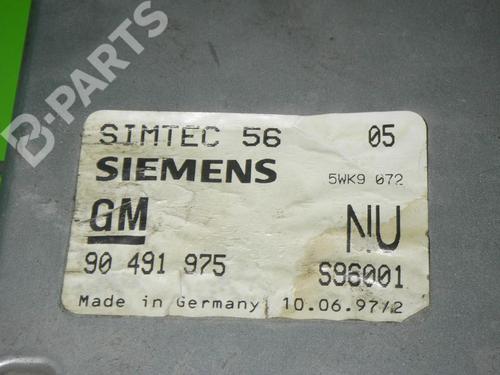 B-PARTS
SIMTEC 56 05
SIEMENS 5WK9 072
GM NU
90 491 975 S96001
Made in Germany 10.06.97/2